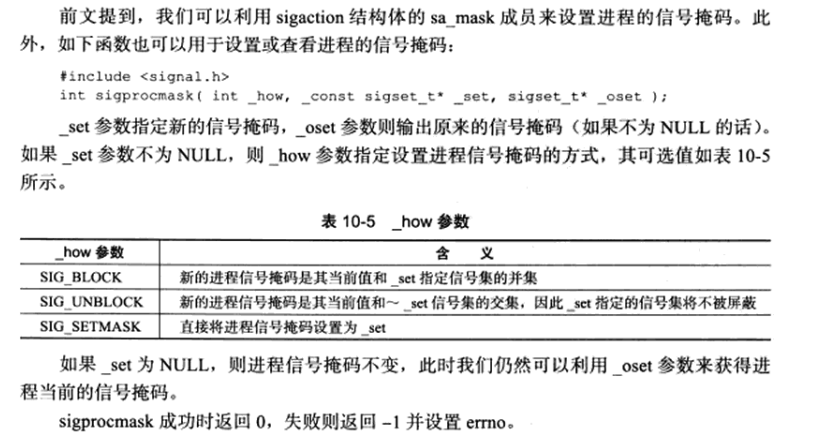 前文提到，我们可以利用 sigaction 结构体的 sa_mask 成员来设置进程的信号掩码。此
外，如下函数也可以用于设置或查看进程的信号掩码：
#include <signal.h>
int sigprocmask( int _how, _const sigset_t* _set, sigset_t* _oset );
_set 参数指定新的信号掩码，_oset 参数则输出原来的信号掩码（如果不为 NULL 的话）。
如果 _set 参数不为 NULL，则 _how 参数指定设置进程信号掩码的方式，其可选值如表 10-5
所示。
表 10-5 _how 参数
_how 参数 含 义
SIG_BLOCK 新的进程信号掩码是其当前值和 _set 指定信号集的并集
SIG_UNBLOCK 新的进程信号掩码是其当前值和～ _set 信号集的交集，因此 _set 指定的信号集将不被屏蔽
SIG_SETMASK 直接将进程信号掩码设置为 _set
如果 _set 为 NULL，则进程信号掩码不变，此时我们仍然可以利用 _oset 参数来获得进
程当前的信号掩码。
sigprocmask 成功时返回 0，失败则返回 –1 并设置 errno。